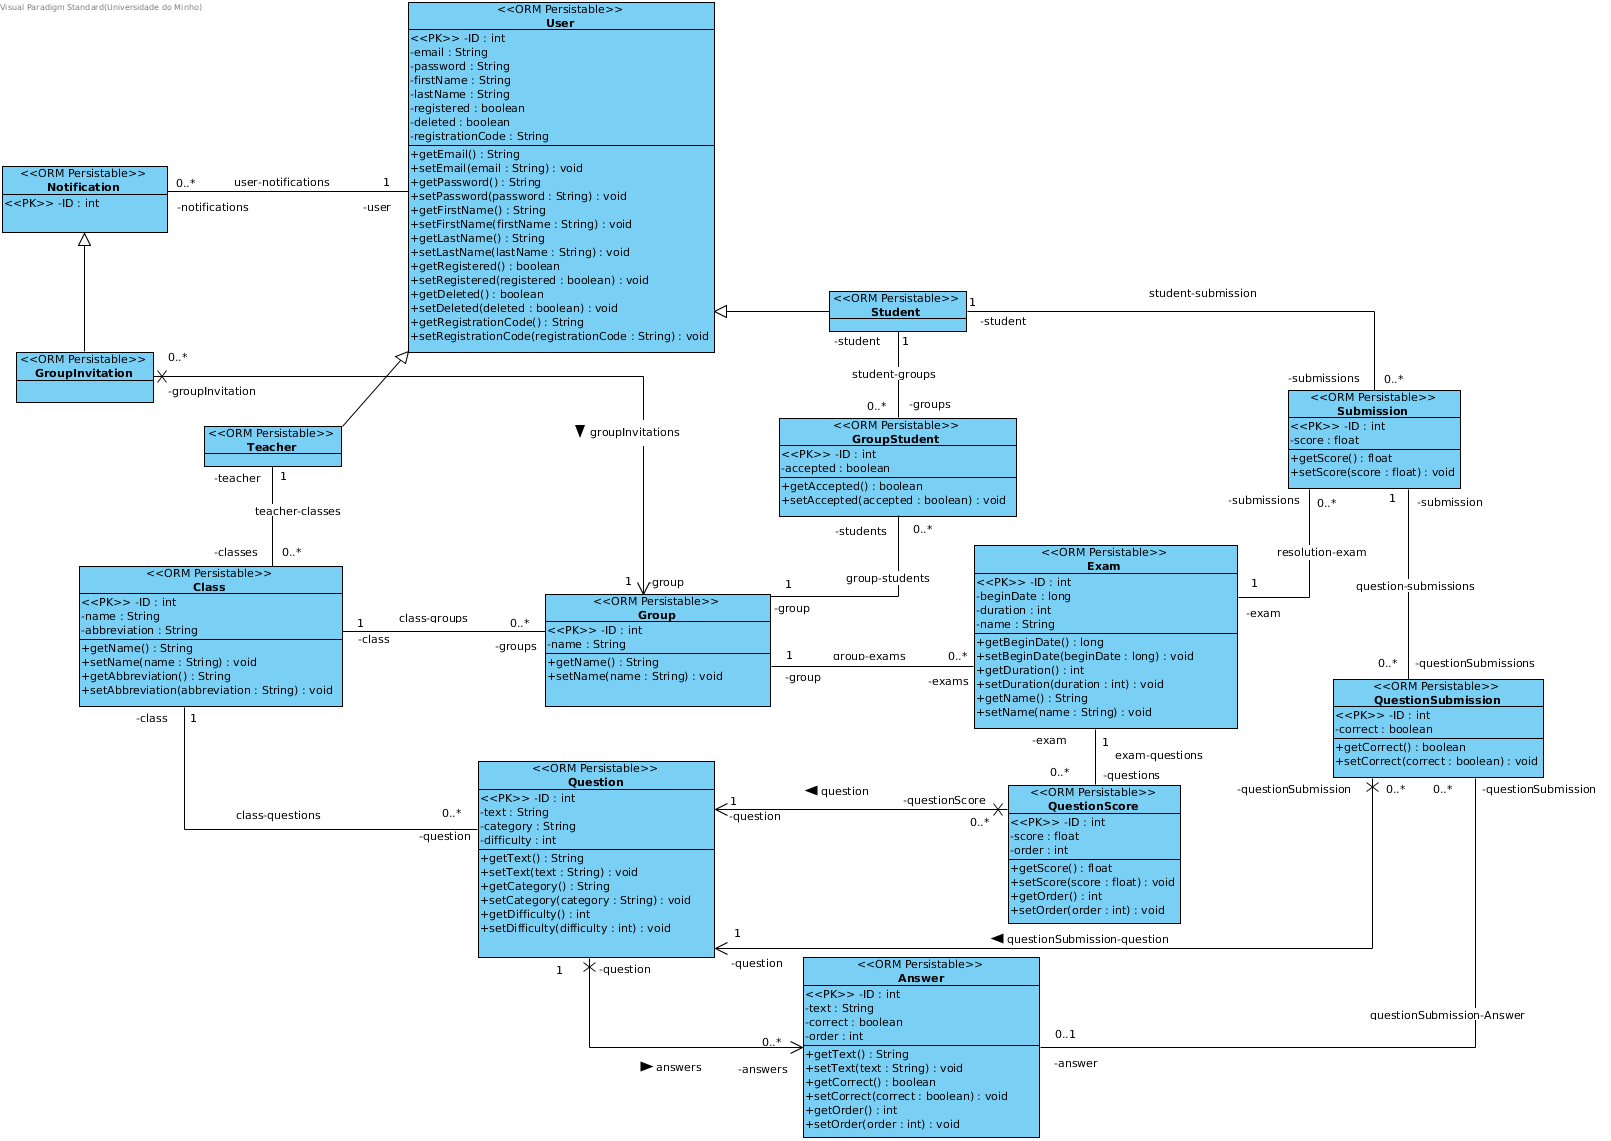 Visual Paradigm Standard(Universidade do Minho)
<<ORM Persistable>>
User
<<PK>> -ID : int
-email : String
-password : String
-firstName : String
-lastName : String
-registered : boolean
-deleted : boolean
-registrationCode : String
+getEmail() : String
+setEmail(email : String) : void
+getPassword() : String
+setPassword(password : String) : void
+getFirstName() : String
+setFirstName(firstName : String) : void
+getLastName() : String
+setLastName(lastName : String) : void
+getRegistered() : boolean
+setRegistered(registered : boolean) : void
+getDeleted() : boolean
+setDeleted(deleted : boolean) : void
+getRegistrationCode() : String
+setRegistrationCode(registrationCode : String) : void
<<ORM Persistable>>
Notification
<<PK>> -ID : int
0..*
user-notifications
1
-notifications
-user
<<ORM Persistable>>
GroupInvitation
0..*
-groupInvitation
groupInvitations
1
-group
<<ORM Persistable>>
Teacher
-teacher
1
teacher-classes
-classes
0..*
<<ORM Persistable>>
Student
1
-student
student-submission
-submissions
0..*
-student
1
student-groups
0..*
-groups
<<ORM Persistable>>
GroupStudent
<<PK>> -ID : int
-accepted : boolean
+getAccepted() : boolean
+setAccepted(accepted : boolean) : void
-students
0..*
group-students
1
-group
<<ORM Persistable>>
Submission
<<PK>> -ID : int
-score : float
+getScore() : float
+setScore(score : float) : void
-submissions
0..*
resolution-exam
1
-exam
1
-submission
question-submissions
0..*
-questionSubmissions
<<ORM Persistable>>
Class
<<PK>> -ID : int
-name : String
-abbreviation : String
+getName() : String
+setName(name : String) : void
+getAbbreviation() : String
+setAbbreviation(abbreviation : String) : void
1
class-groups
0..*
-class
-groups
<<ORM Persistable>>
Group
<<PK>> -ID : int
-name : String
+getName() : String
+setName(name : String) : void
1
group-exams
0..*
-group
-exams
<<ORM Persistable>>
Exam
<<PK>> -ID : int
-beginDate : long
-duration : int
-name : String
+getBeginDate() : long
+setBeginDate(beginDate : long) : void
+getDuration() : int
+setDuration(duration : int) : void
+getName() : String
+setName(name : String) : void
-exam
1
exam-questions
0..*
-questions
<<ORM Persistable>>
QuestionSubmission
<<PK>> -ID : int
-correct : boolean
+getCorrect() : boolean
+setCorrect(correct : boolean) : void
-questionSubmission
0..*
0..*
-questionSubmission
-class
1
class-questions
0..*
-question
<<ORM Persistable>>
Question
<<PK>> -ID : int
-text : String
-category : String
-difficulty : int
+getText() : String
+setText(text : String) : void
+getCategory() : String
+setCategory(category : String) : void
+getDifficulty() : int
+setDifficulty(difficulty : int) : void
question
1
-questionScore
-question
0..*
<<ORM Persistable>>
QuestionScore
<<PK>> -ID : int
-score : float
-order : int
+getScore() : float
+setScore(score : float) : void
+getOrder() : int
+setOrder(order : int) : void
1
questionSubmission-question
-question
1
-question
0..*
answers
-answers
<<ORM Persistable>>
Answer
<<PK>> -ID : int
-text : String
-correct : boolean
-order : int
+getText() : String
+setText(text : String) : void
+getCorrect() : boolean
+setCorrect(correct : boolean) : void
+getOrder() : int
+setOrder(order : int) : void
questionSubmission-Answer
0..1
-answer